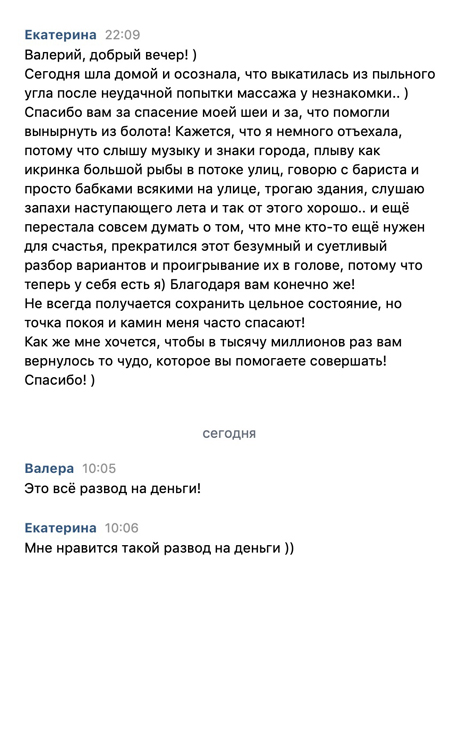 Екатерина 22:09
Валерий, добрый вечер! )
Сегодня шла домой и осознала, что выкатилась из пыльного
угла после неудачной попытки массажа у незнакомки.. )
Спасибо вам за спасение моей шеи и за, что помогли
вынырнуть из болота! Кажется, что я немного отъехала,
потому что слышу музыку и знаки города, плыву как
икринка большой рыбы в потоке улиц, говорю с бариста и
просто бабками всякими на улице, трогаю здания, слушаю
запахи наступающего лета и так от этого хорошо.. и ещё
перестала совсем думать о том, что мне кто-то ещё нужен
для счастья, прекратился этот безумный и суетливый
разбор вариантов и проигрывание их в голове, потому что
теперь у себя есть я) Благодаря вам конечно же!
Не всегда получается сохранить цельное состояние, но
точка покоя и камин меня часто спасают!
Как же мне хочется, чтобы в тысячу миллионов раз вам
вернулось то чудо, которое вы помогаете совершать!
Спасибо! )
сегодня
Валера 10:05
Это всё развод на деньги!
Екатерина 10:06
Мне нравится такой развод на деньги ))